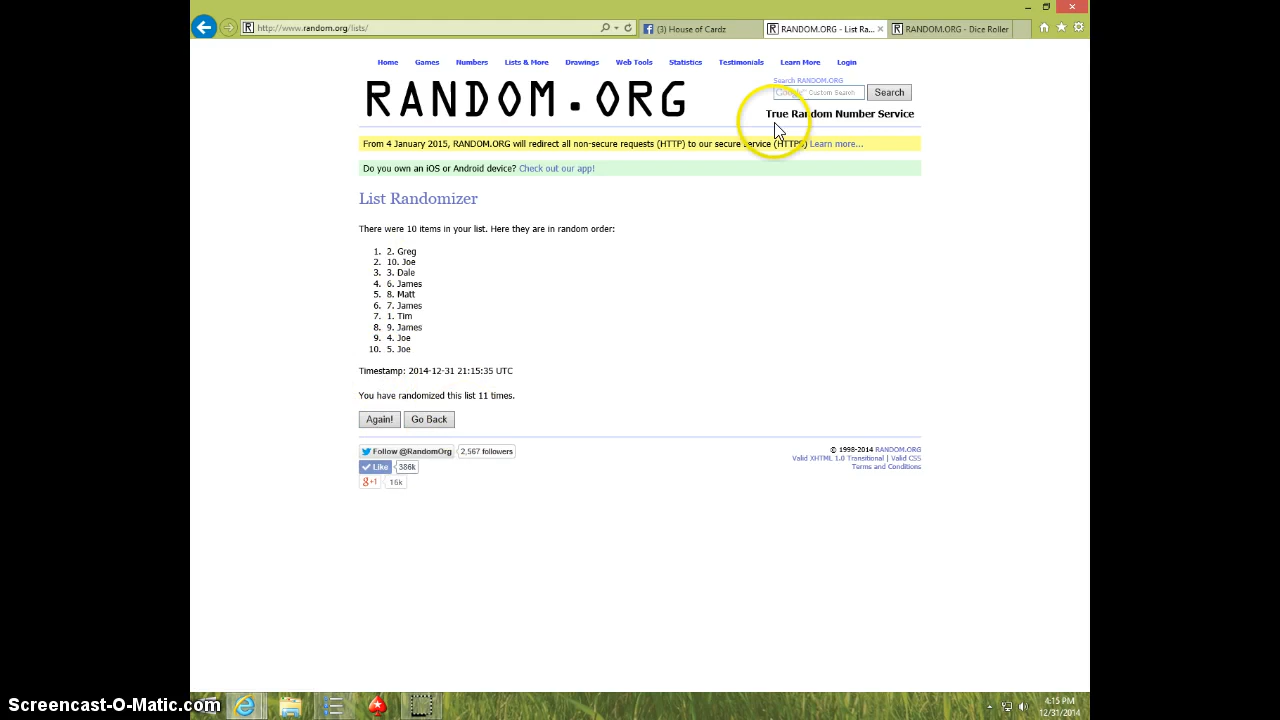 http://www.random.org/lists/
(3) House of Cardz
RANDOM.ORG - List Ra...
RANDOM.ORG - Dice Roller
Home Games Numbers Lists & More Drawings Web Tools Statistics Testimonials Learn More Login
Search RANDOM.ORG
RANDOM.ORG
Google™ Custom Search
Search
True Random Number Service
From 4 January 2015, RANDOM.ORG will redirect all non-secure requests (HTTP) to our secure service (HTTPS) Learn more...
Do you own an iOS or Android device? Check out our app!
List Randomizer
There were 10 items in your list. Here they are in random order:
1. 2. Greg
2. 10. Joe
3. 3. Dale
4. 6. James
5. 8. Matt
6. 7. James
7. 1. Tim
8. 9. James
9. 4. Joe
10. 5. Joe
Timestamp: 2014-12-31 21:15:35 UTC
You have randomized this list 11 times.
Again! Go Back
Follow @RandomOrg 2,567 followers
Like 386k
g+1 16k
© 1998-2014 RANDOM.ORG
Valid XHTML 1.0 Transitional | Valid CSS
Terms and Conditions
Screencast-O-Matic.com
4:15 PM
12/31/2014